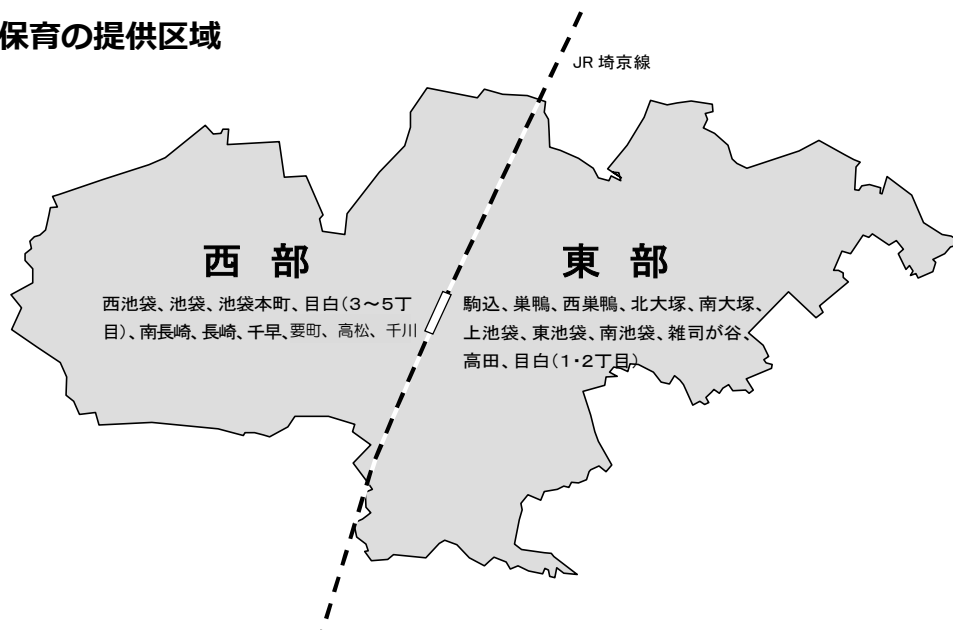 保育の提供区域
JR 埼京線
西 部
西池袋、池袋、池袋本町、目白(3~5丁
目)、南長崎、長崎、千早、要町、高松、千川
東 部
駒込、巣鴨、西巣鴨、北大塚、南大塚、
上池袋、東池袋、南池袋、雑司が谷、
高田、目白(1・2丁目)